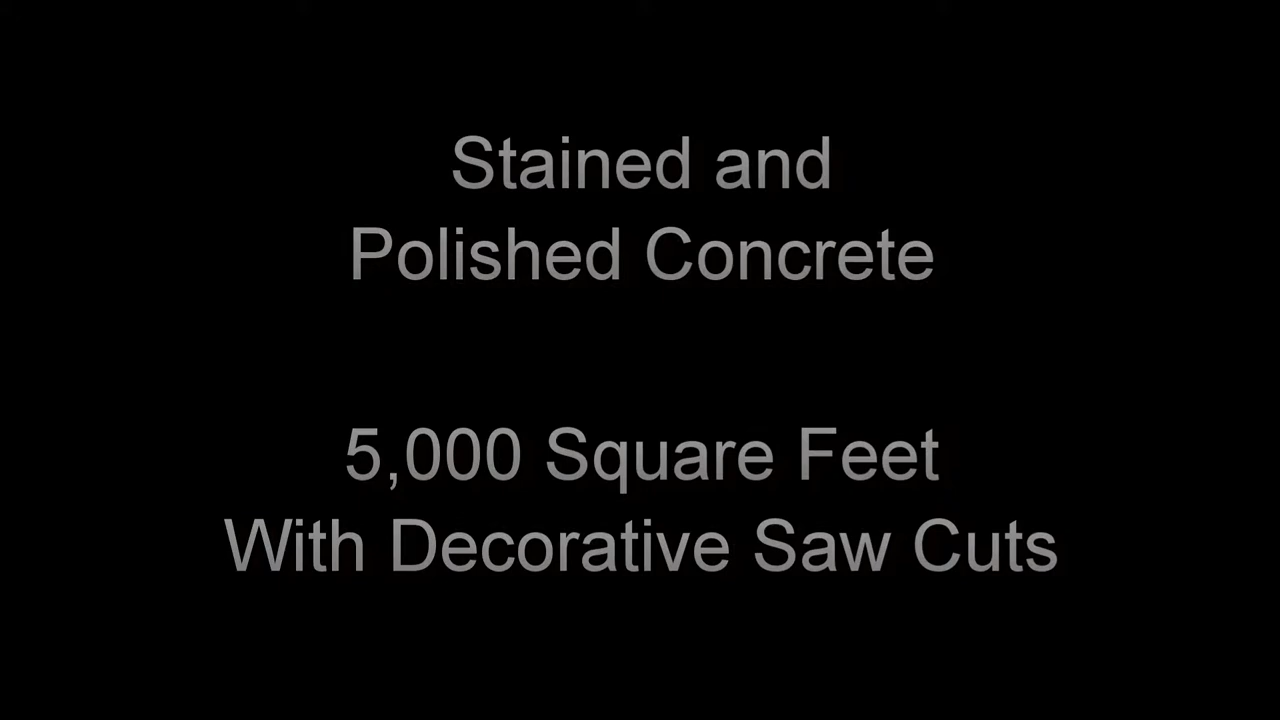 Stained and
Polished Concrete
5,000 Square Feet
With Decorative Saw Cuts